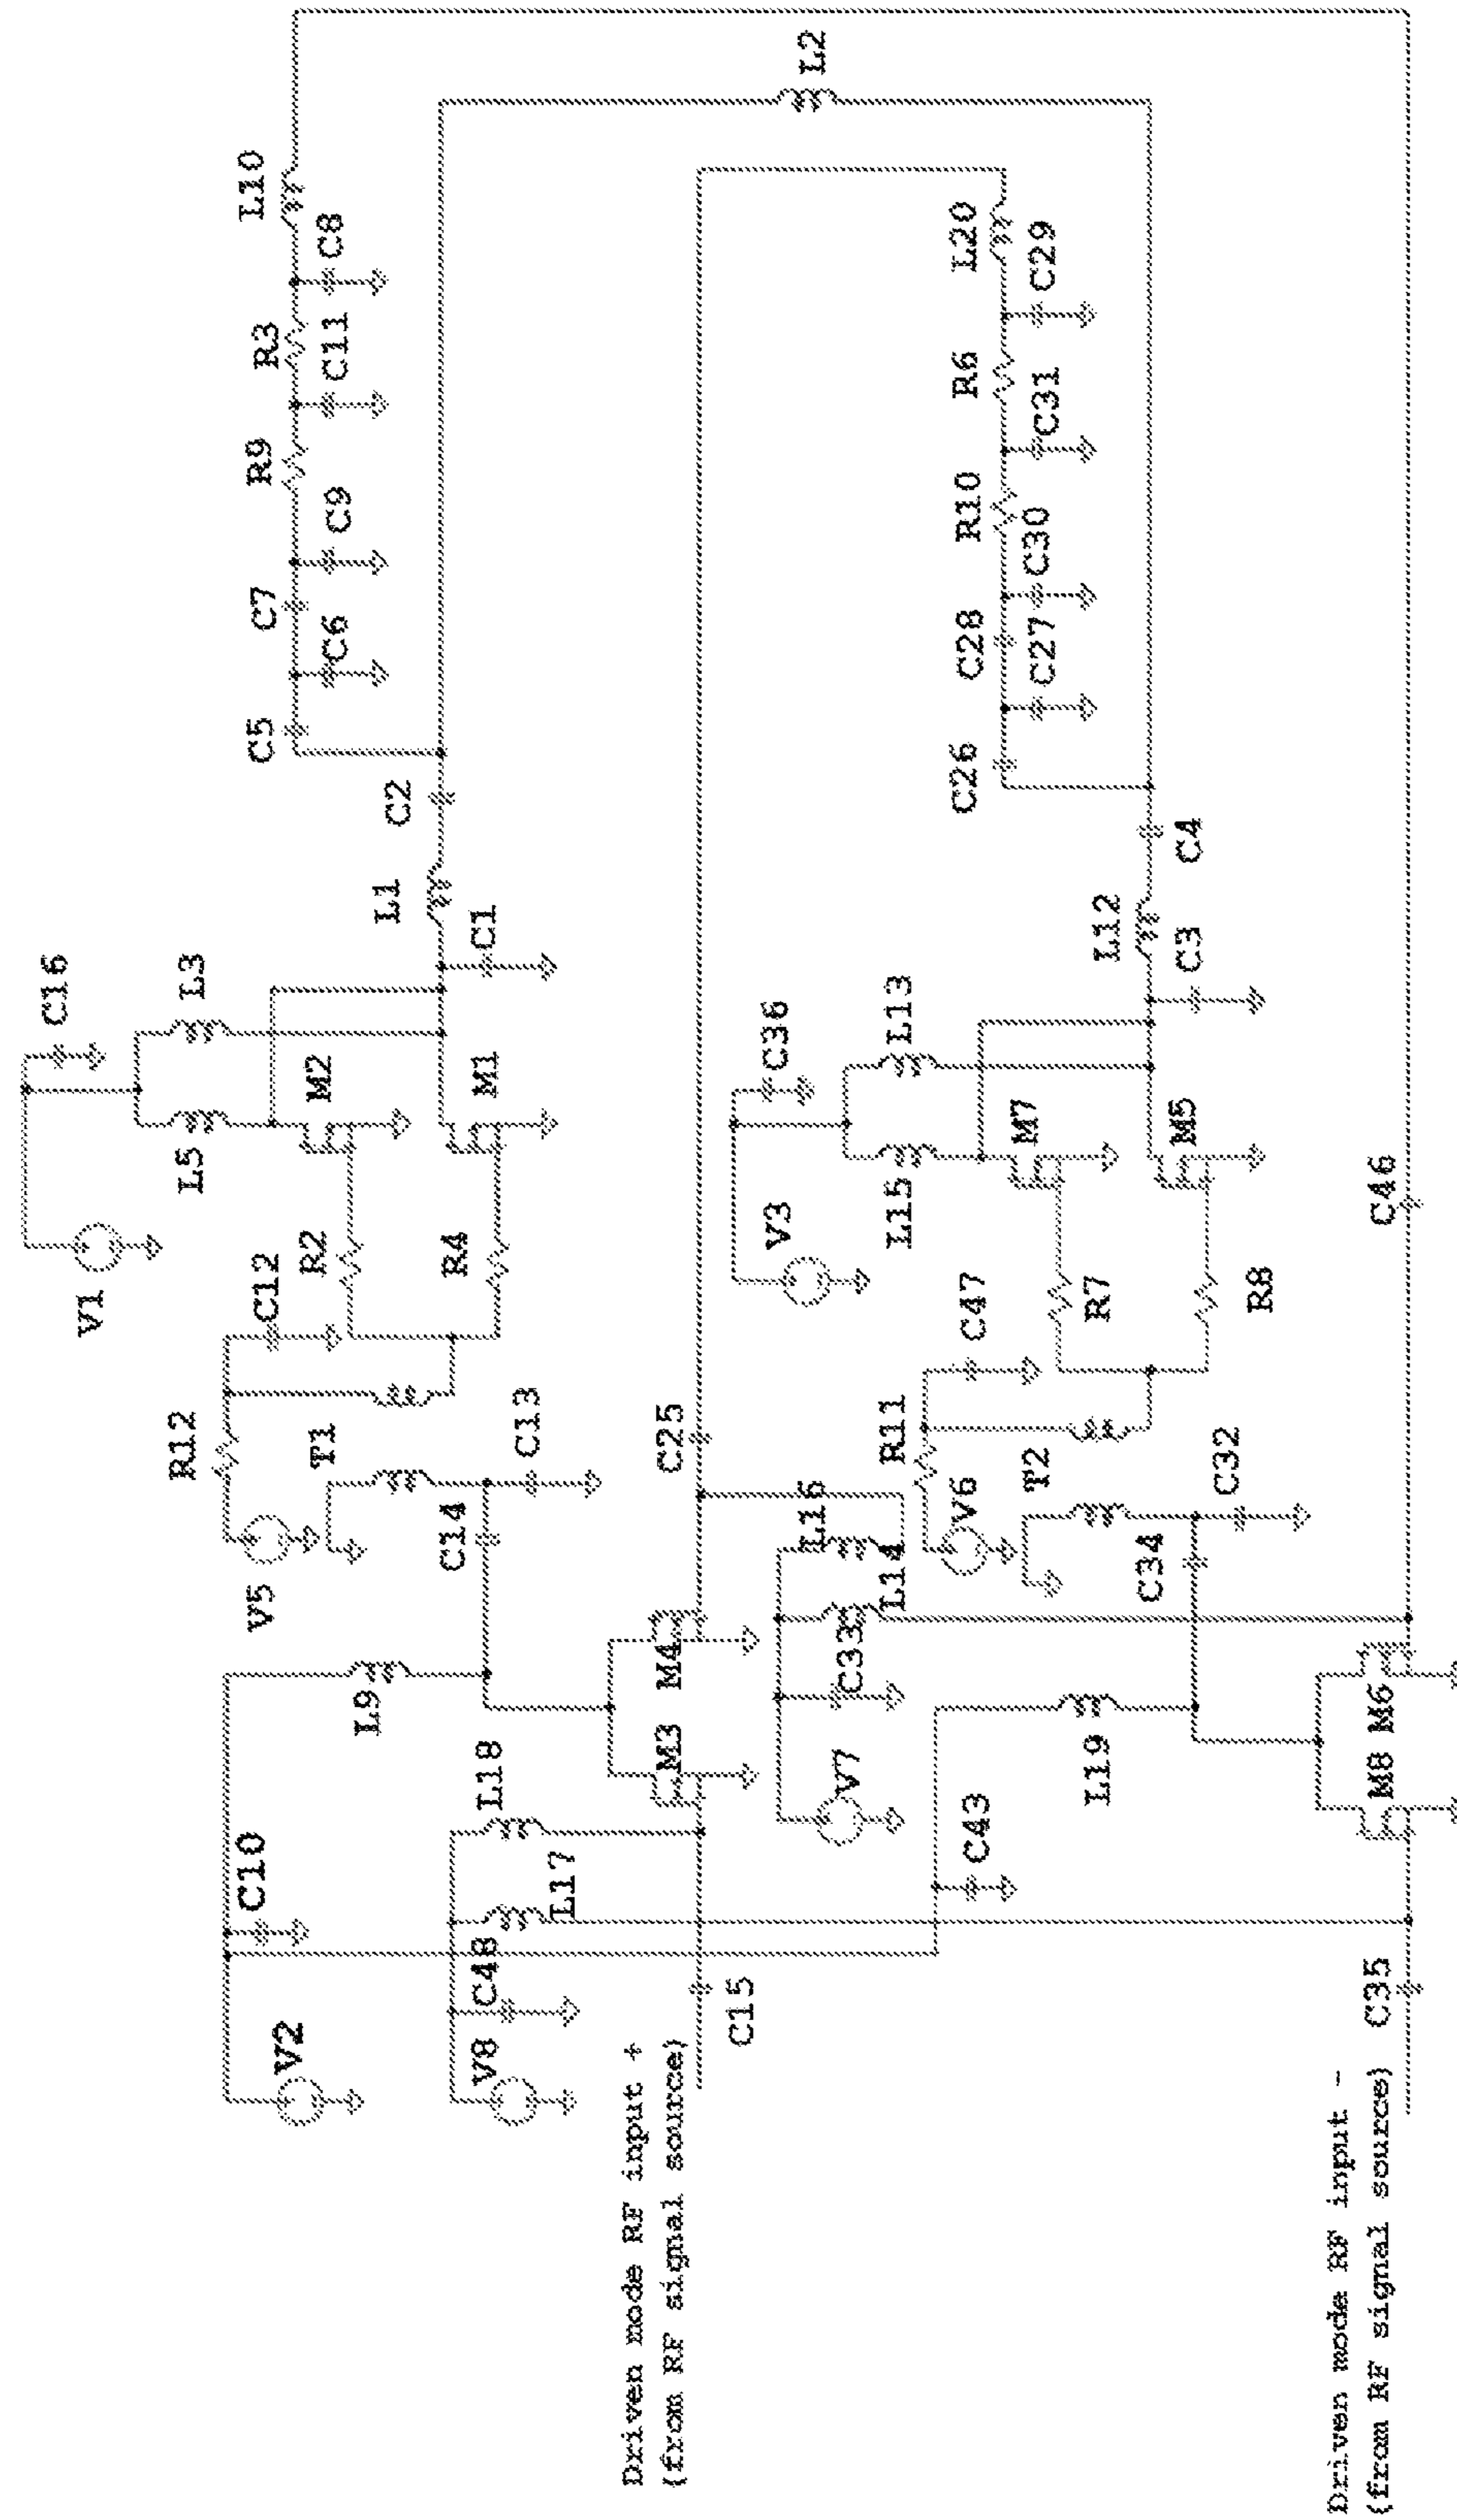 V1
C16
L5
L3
M2
M1
C1
L1
C2
C5
C6
C7
C9
R9
C11
R3
C8
L10
L2
V5
R12
C12
T1
R2
R4
C13
C14
V2
C10
L9
V8
C48
L17
L18
M3
M4
C25
C15
Driven mode RF input +
(from RF signal source)
V3
C36
L15
L13
M7
M5
C3
L12
C4
C26
C27
C28
C30
R10
C31
R6
C29
L20
V6
R11
C47
T2
R7
R8
C32
C34
L16
L14
C33
V7
C43
L19
M8
M6
C46
C35
Driven mode RF input -
(from RF signal source)